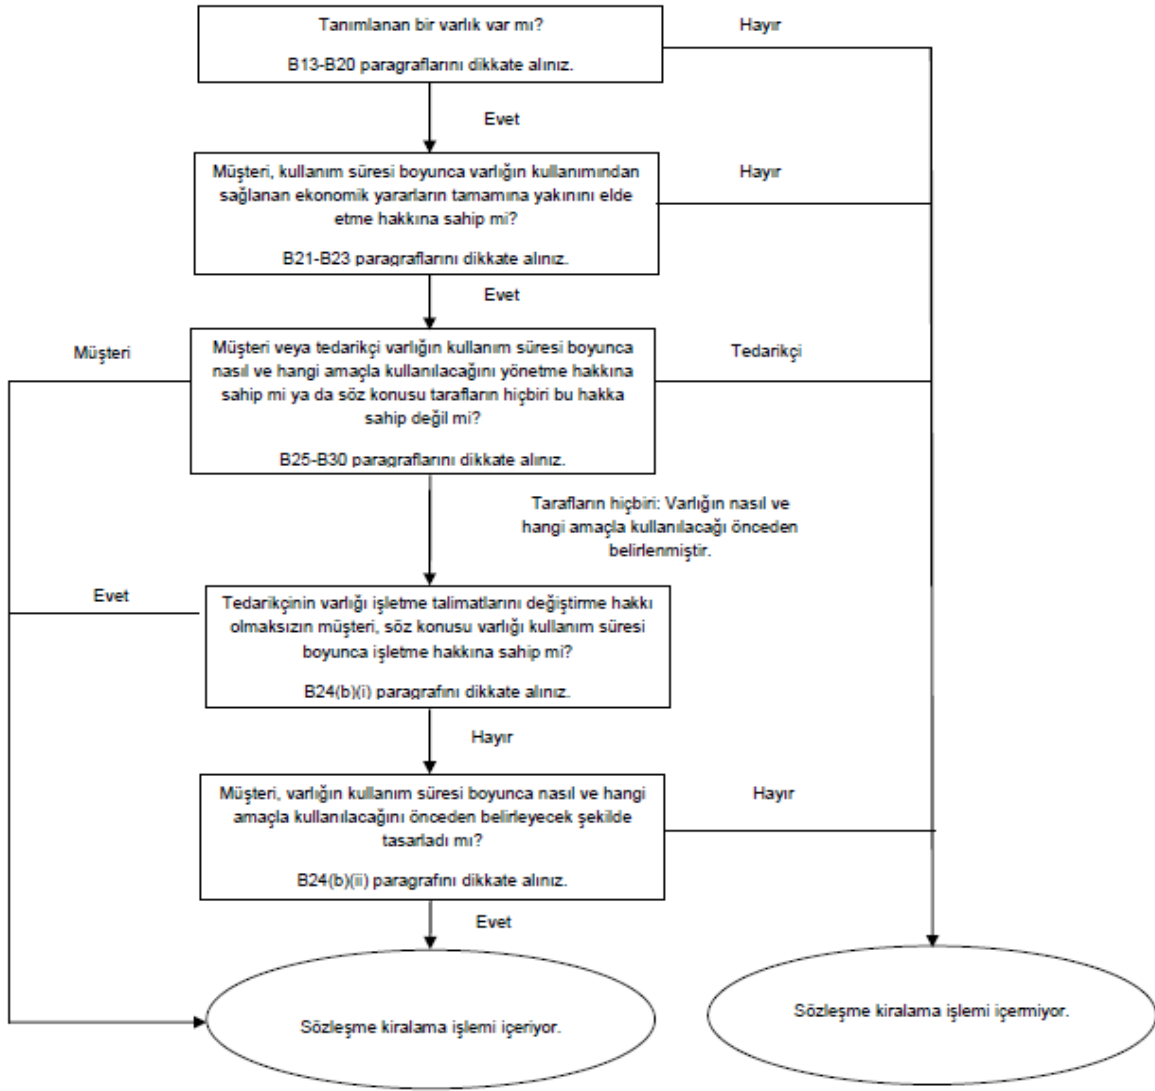 Tanımlanan bir varlık var mı?
B13-B20 paragraflarını dikkate alınız.
Hayır
Evet
Müşteri, kullanım süresi boyunca varlığın kullanımından
sağlanan ekonomik yararların tamamına yakınını elde
etme hakkına sahip mi?
B21-B23 paragraflarını dikkate alınız.
Hayır
Evet
Müşteri
Müşteri veya tedarikçi varlığın kullanım süresi boyunca
nasıl ve hangi amaçla kullanılacağını yönetme hakkına
sahip mi ya da söz konusu tarafların hiçbiri bu hakka
sahip değil mi?
B25-B30 paragraflarını dikkate alınız.
Tedarikçi
Tarafların hiçbiri: Varlığın nasıl ve
hangi amaçla kullanılacağı önceden
belirlenmiştir.
Evet
Tedarikçinin varlığı işletme talimatlarını değiştirme hakkı
olmaksızın müşteri, söz konusu varlığı kullanım süresi
boyunca işletme hakkına sahip mi?
B24(b)(i) paragrafını dikkate alınız.
Hayır
Müşteri, varlığın kullanım süresi boyunca nasıl ve hangi
amaçla kullanılacağını önceden belirleyecek şekilde
tasarladı mı?
B24(b)(ii) paragrafını dikkate alınız.
Hayır
Evet
Sözleşme kiralama işlemi içeriyor.
Sözleşme kiralama işlemi içermiyor.